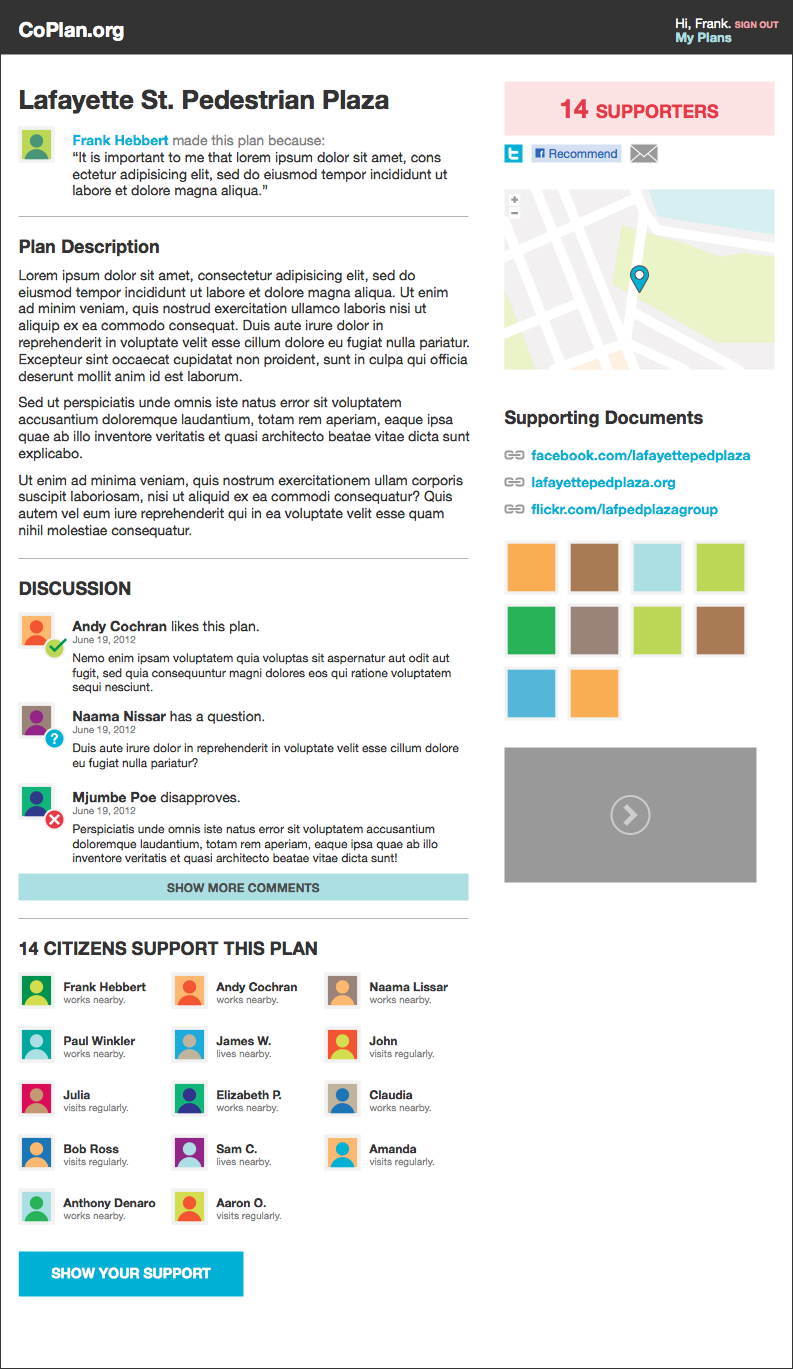 CoPlan.org
Hi, Frank. SIGN OUT
My Plans
Lafayette St. Pedestrian Plaza
Frank Hebbert made this plan because:
“It is important to me that lorem ipsum dolor sit amet, cons
ectetur adipisicing elit, sed do eiusmod tempor incididunt ut
labore et dolore magna aliqua.”
Plan Description
Lorem ipsum dolor sit amet, consectetur adipisicing elit, sed do
eiusmod tempor incididunt ut labore et dolore magna aliqua. Ut enim
ad minim veniam, quis nostrud exercitation ullamco laboris nisi ut
aliquip ex ea commodo consequat. Duis aute irure dolor in
reprehenderit in voluptate velit esse cillum dolore eu fugiat nulla pariatur.
Excepteur sint occaecat cupidatat non proident, sunt in culpa qui officia
deserunt mollit anim id est laborum.
Sed ut perspiciatis unde omnis iste natus error sit voluptatem
accusantium doloremque laudantium, totam rem aperiam, eaque ipsa
quae ab illo inventore veritatis et quasi architecto beatae vitae dicta sunt
explicabo.
Ut enim ad minima veniam, quis nostrum exercitationem ullam corporis
suscipit laboriosam, nisi ut aliquid ex ea commodi consequatur? Quis
autem vel eum iure reprehenderit qui in ea voluptate velit esse quam
nihil molestiae consequatur.
DISCUSSION
Andy Cochran likes this plan.
June 19, 2012
Nemo enim ipsam voluptatem quia voluptas sit aspernatur aut odit aut
fugit, sed quia consequuntur magni dolores eos qui ratione voluptatem
sequi nesciunt.
Naama Nissar has a question.
June 19, 2012
?
Duis aute irure dolor in reprehenderit in voluptate velit esse cillum dolore
eu fugiat nulla pariatur?
Mjumbe Poe disapproves.
June 19, 2012
Perspiciatis unde omnis iste natus error sit voluptatem accusantium
doloremque laudantium, totam rem aperiam, eaque ipsa quae ab illo
inventore veritatis et quasi architecto beatae vitae dicta sunt!
SHOW MORE COMMENTS
14 CITIZENS SUPPORT THIS PLAN
Frank Hebbert
works nearby.
Andy Cochran
works nearby.
Naama Lissar
works nearby.
Paul Winkler
works nearby.
James W.
lives nearby.
John
visits regularly.
Julia
visits regularly.
Elizabeth P.
works nearby.
Claudia
works nearby.
Bob Ross
visits regularly.
Sam C.
lives nearby.
Amanda
visits regularly.
Anthony Denaro
works nearby.
Aaron O.
visits regularly.
SHOW YOUR SUPPORT
14 SUPPORTERS
t
f Recommend
+
−
Supporting Documents
facebook.com/lafayettepedplaza
lafayettepedplaza.org
flickr.com/lafpedplazagroup